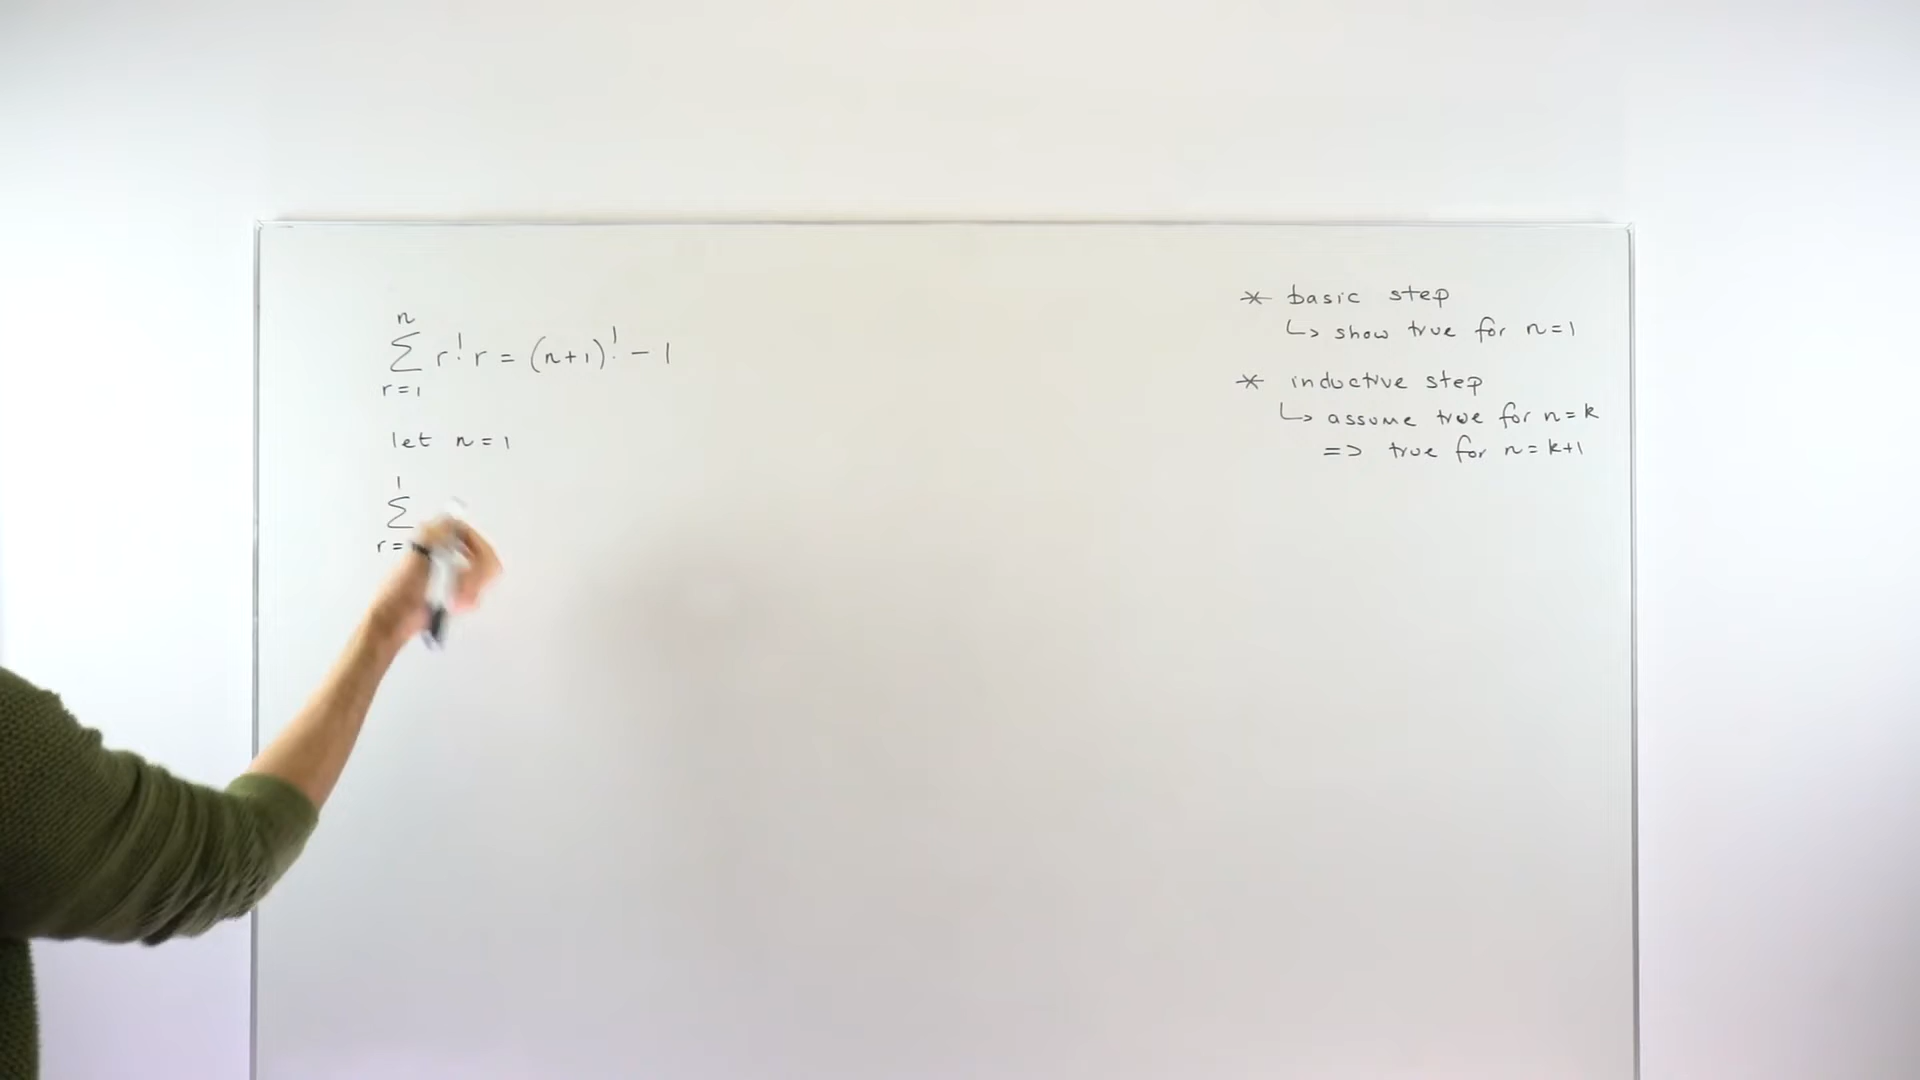 n
∑ r! r = (n+1)! - 1
r = 1
let n = 1
1
∑
r =
* basic step
↳ show true for n = 1
* inductive step
↳ assume true for n = k
=> true for n = k+1